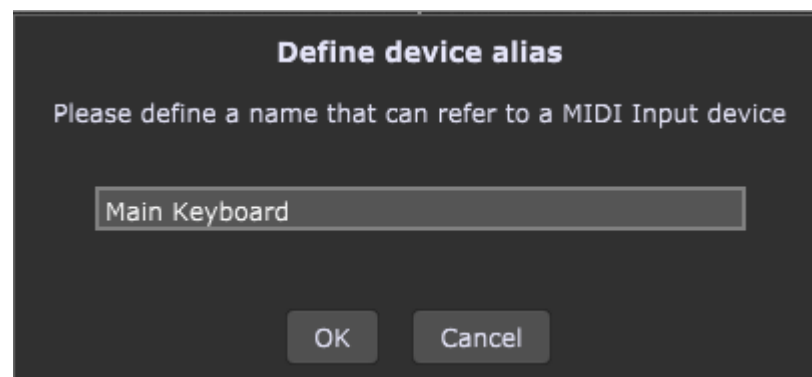 Define device alias
Please define a name that can refer to a MIDI Input device
Main Keyboard
OK Cancel